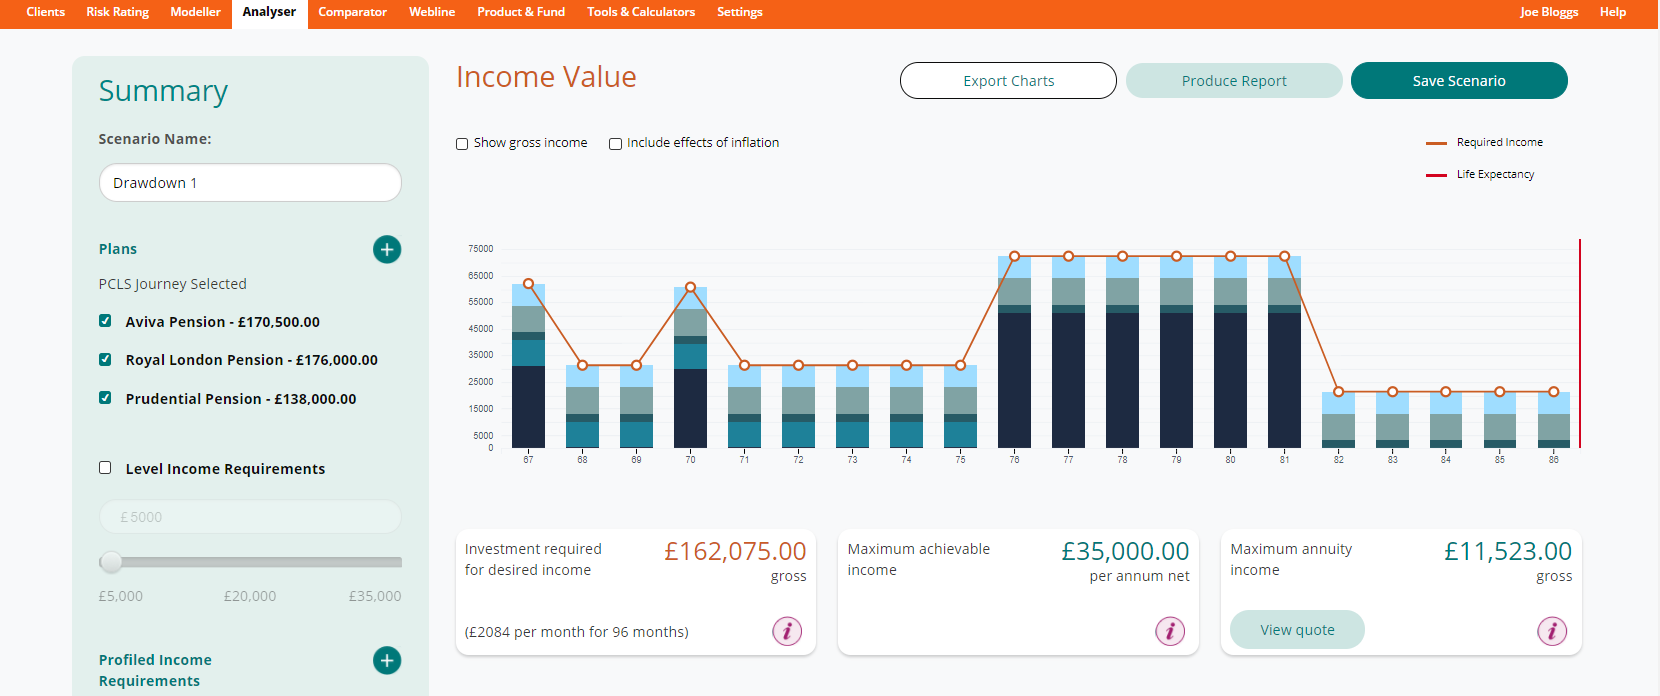 Clients Risk Rating Modeller Analyser Comparator Webline Product & Fund Tools & Calculators Settings Joe Bloggs Help
Summary
Scenario Name:
Drawdown 1
Plans
PCLS Journey Selected
Aviva Pension - £170,500.00
Royal London Pension - £176,000.00
Prudential Pension - £138,000.00
Level Income Requirements
£5000
£5,000 £20,000 £35,000
Profiled Income
Requirements
Income Value
Export Charts Produce Report Save Scenario
Show gross income Include effects of inflation
Required Income
Life Expectancy
75000
65000
55000
45000
35000
25000
15000
5000
0
67 68 69 70 71 72 73 74 75 76 77 78 79 80 81 82 83 84 85 86
Investment required
for desired income
£162,075.00
gross
(£2084 per month for 96 months)
i
Maximum achievable
income
£35,000.00
per annum net
i
Maximum annuity
income
£11,523.00
gross
View quote
i